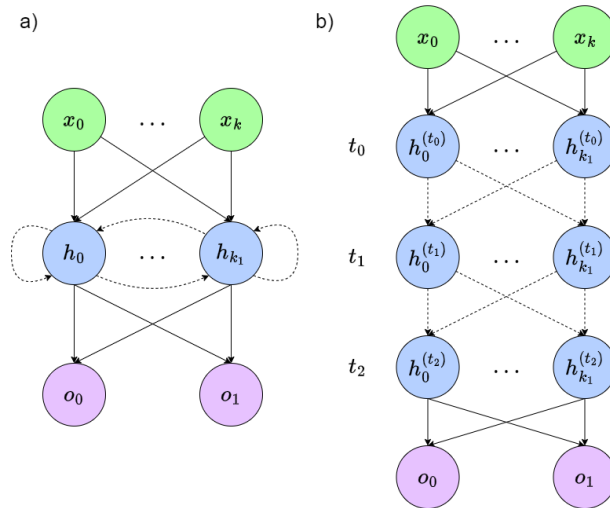 a)
x₀ … xₖ
h₀ … hₖ₁
o₀ o₁
b)
x₀ … xₖ
t₀ h₀^(t₀) … hₖ₁^(t₀)
t₁ h₀^(t₁) … hₖ₁^(t₁)
t₂ h₀^(t₂) … hₖ₁^(t₂)
o₀ o₁